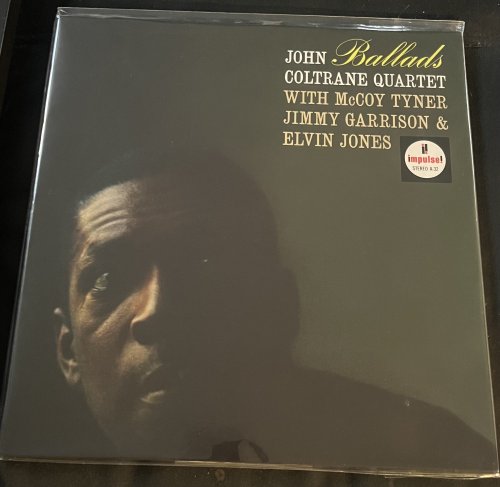 JOHN Ballads
COLTRANE QUARTET
WITH McCOY TYNER
JIMMY GARRISON &
ELVIN JONES
i!
impulse!
STEREO A-32